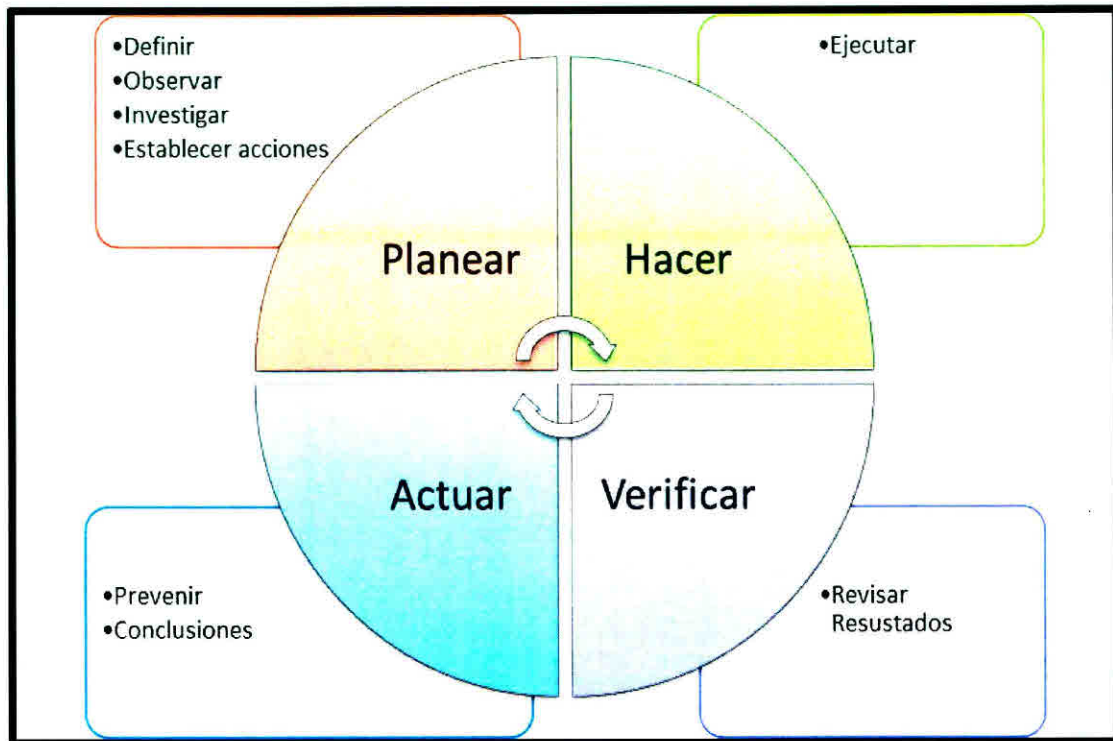 •Definir
•Observar
•Investigar
•Establecer acciones
•Ejecutar
Planear
Hacer
Actuar
Verificar
•Prevenir
•Conclusiones
•Revisar
Resustados